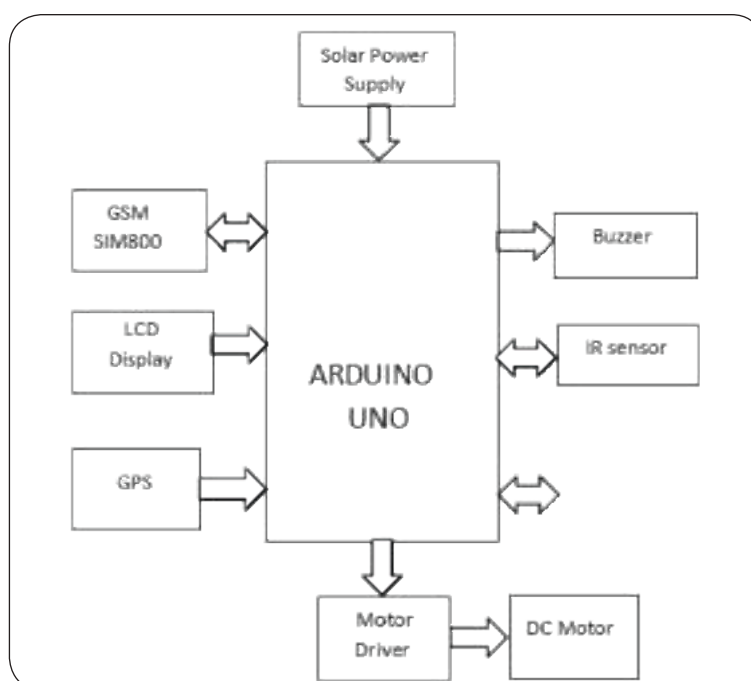 Solar Power
Supply
GSM
SIM800
Buzzer
LCD
Display
IR sensor
ARDUINO
UNO
GPS
Motor
Driver
DC Motor